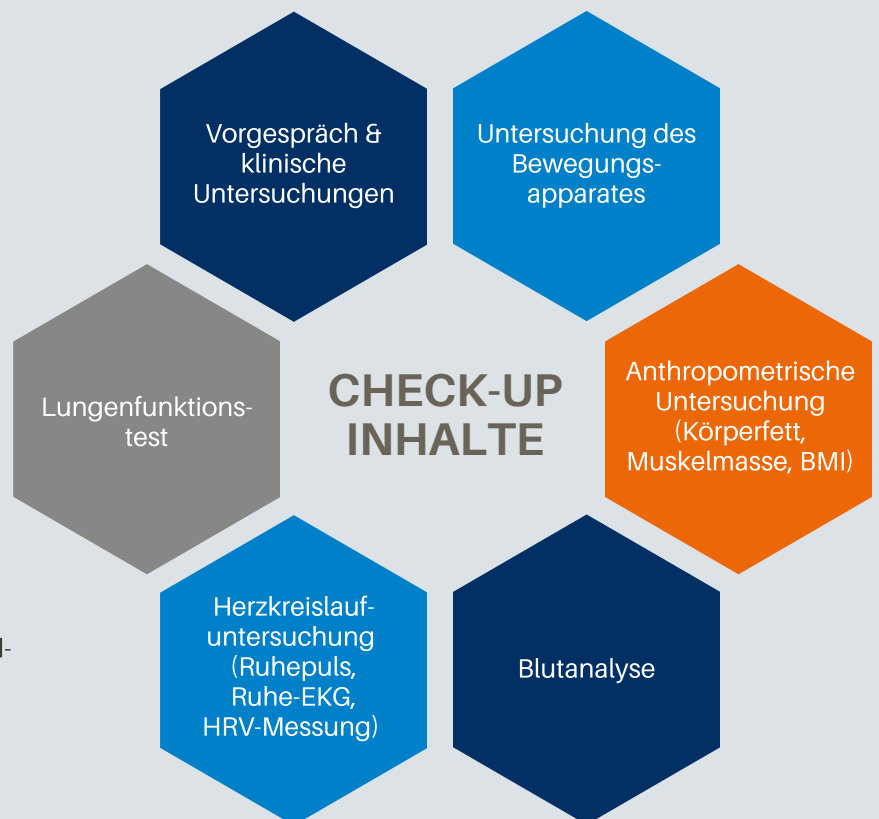 Vorgespräch &
klinische
Untersuchungen
Untersuchung des
Bewegungs-
apparates
Lungenfunktions-
test
CHECK-UP
INHALTE
Anthropometrische
Untersuchung
(Körperfett,
Muskelmasse, BMI)
Herzkreislauf-
untersuchung
(Ruhepuls,
Ruhe-EKG,
HRV-Messung)
Blutanalyse